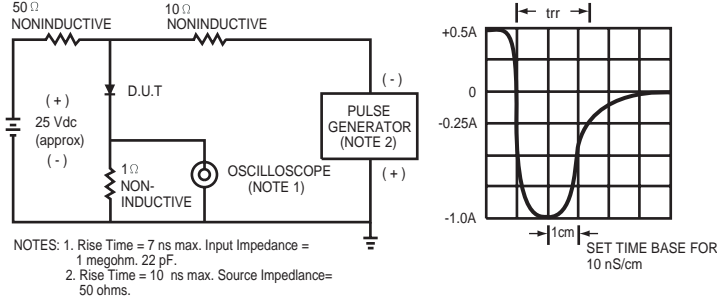 50 Ω
NONINDUCTIVE
10 Ω
NONINDUCTIVE
trr
+0.5A
(+)
25 Vdc
(approx)
(-)
D.U.T
(-)
PULSE
GENERATOR
(NOTE 2)
(+)
1 Ω
NON-
INDUCTIVE
OSCILLOSCOPE
(NOTE 1)
0
-0.25A
-1.0A
1cm
SET TIME BASE FOR
10 nS/cm
NOTES: 1. Rise Time = 7 ns max. Input Impedance =
1 megohm. 22 pF.
2. Rise Time = 10 ns max. Source Impedlance=
50 ohms.